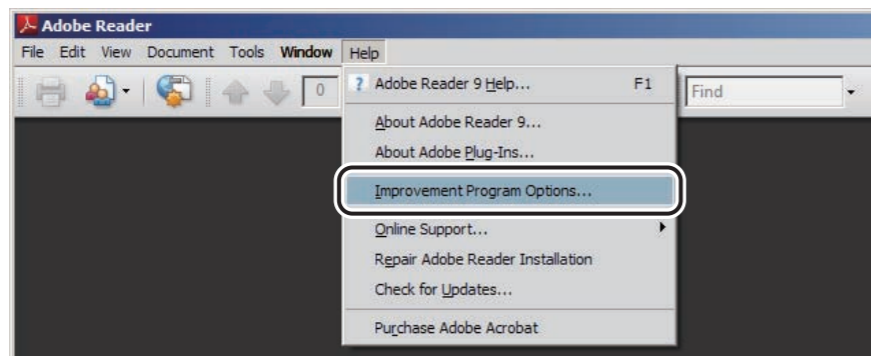 Adobe Reader
File Edit View Document Tools Window Help
0 Find
? Adobe Reader 9 Help... F1
About Adobe Reader 9...
About Adobe Plug-Ins...
Improvement Program Options...
Online Support...
Repair Adobe Reader Installation
Check for Updates...
Purchase Adobe Acrobat